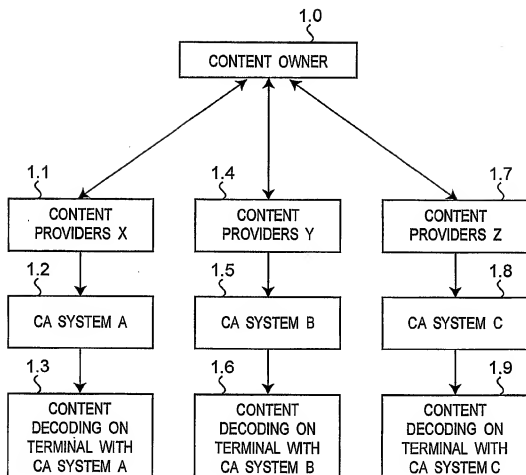 1.0
CONTENT OWNER
1.1
CONTENT
PROVIDERS X
1.4
CONTENT
PROVIDERS Y
1.7
CONTENT
PROVIDERS Z
1.2
CA SYSTEM A
1.5
CA SYSTEM B
1.8
CA SYSTEM C
1.3
CONTENT
DECODING ON
TERMINAL WITH
CA SYSTEM A
1.6
CONTENT
DECODING ON
TERMINAL WITH
CA SYSTEM B
1.9
CONTENT
DECODING ON
TERMINAL WITH
CA SYSTEM C